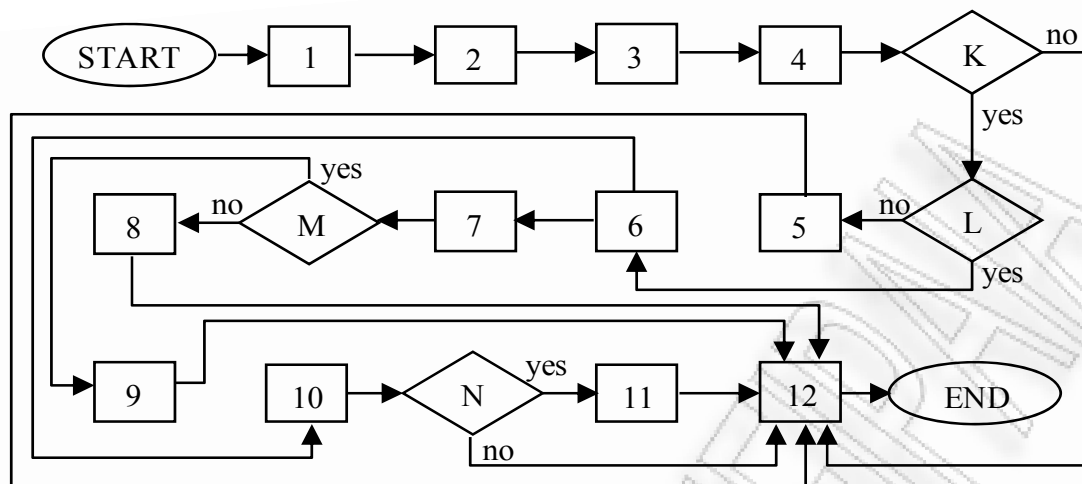 START 1 2 3 4 K no
yes
yes
8 no M 7 6 5 no L
yes
9 10 N yes 11 12 END
no